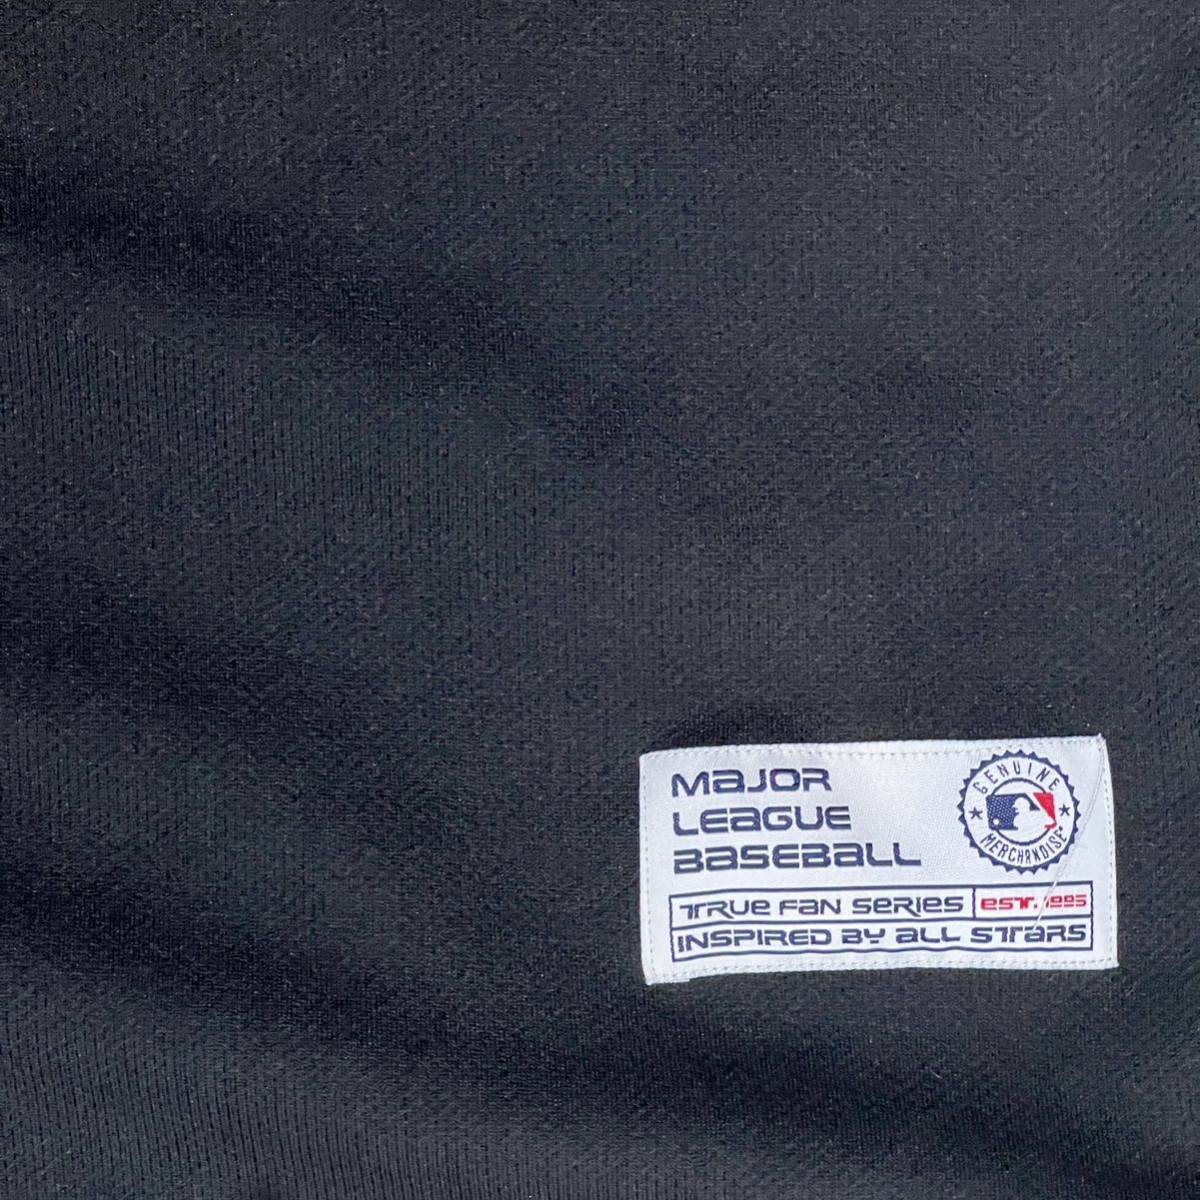 MAJOR
LEAGUE
BASEBALL
GENUINE
MERCHANDISE
TRUE FAN SERIES
EST. 1995
INSPIRED BY ALL STARS